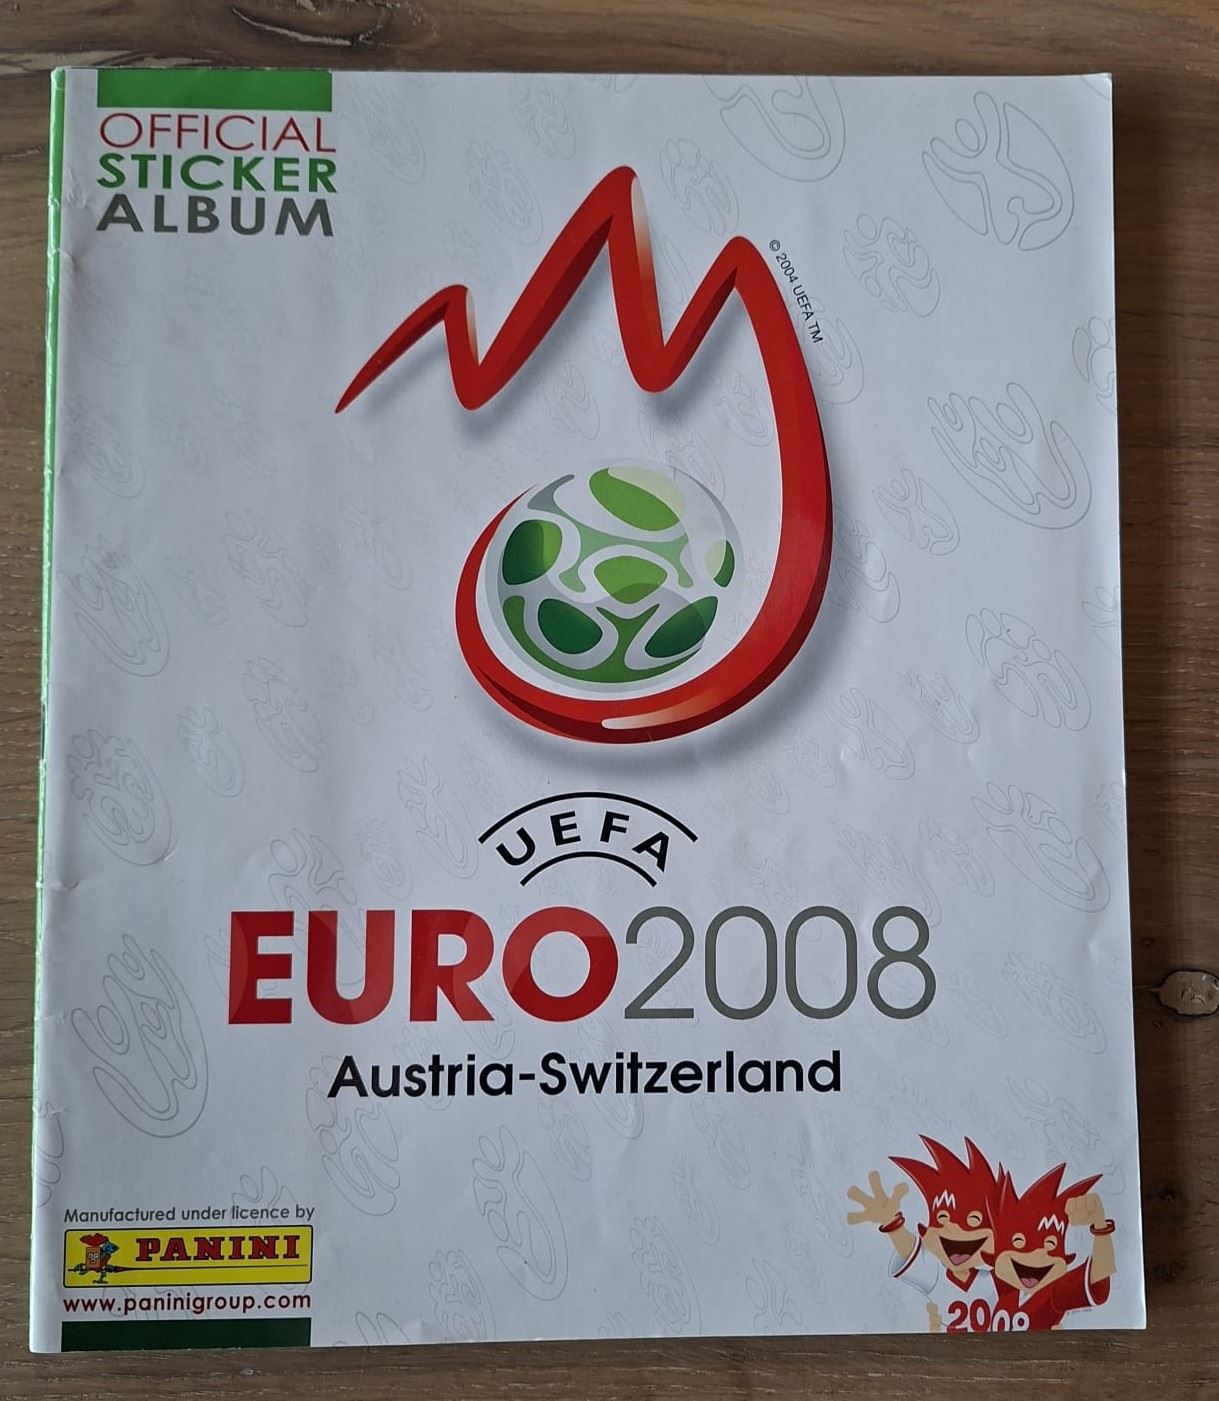 OFFICIAL
STICKER
ALBUM
© 2004 UEFA TM
UEFA
EURO2008
Austria-Switzerland
Manufactured under licence by
PANINI
www.paninigroup.com
2008